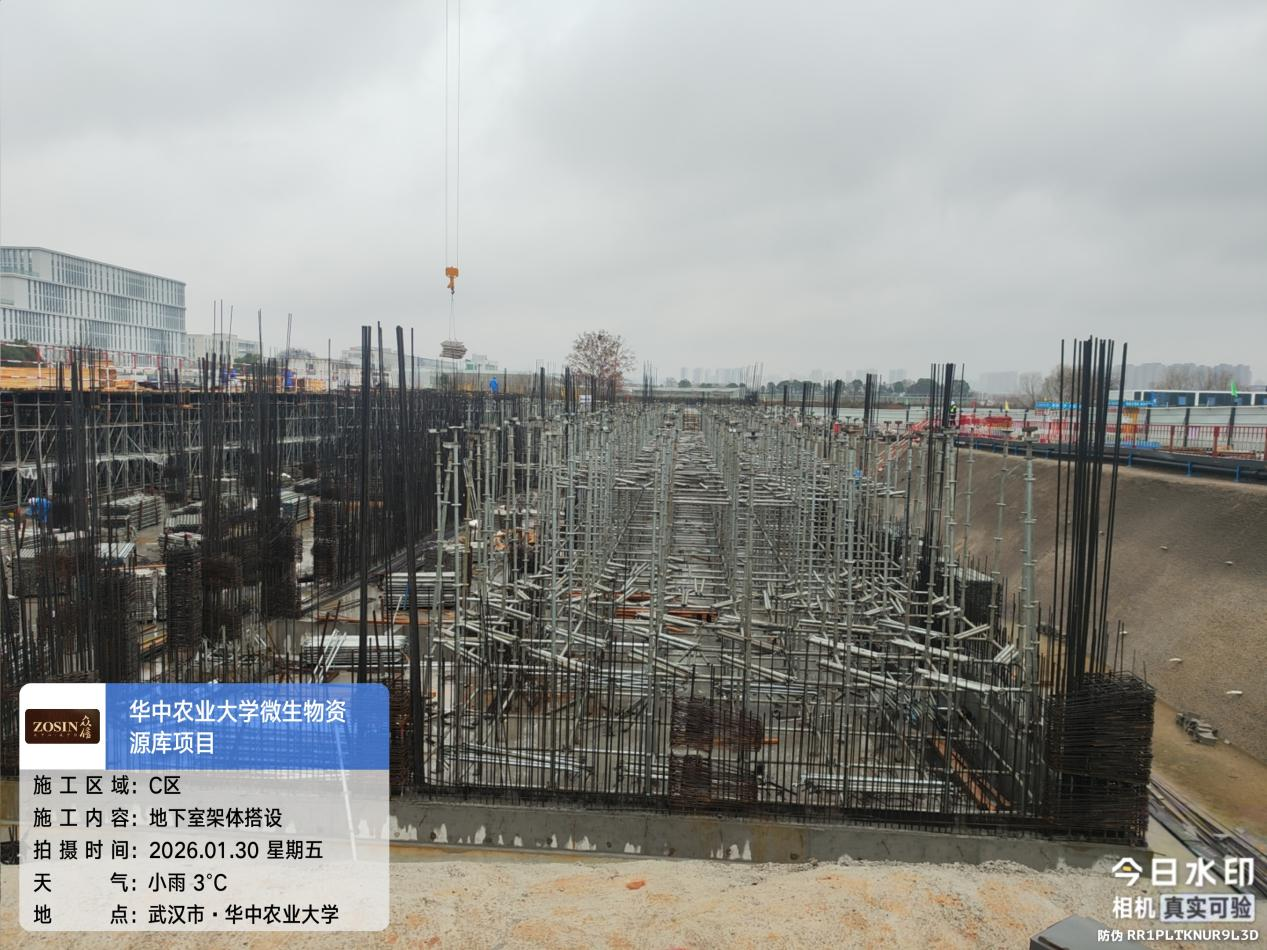 华中农业大学微生物资
源库项目
ZOSIN 众信
施工区域：C区
施工内容：地下室架体搭设
拍摄时间：2026.01.30 星期五
天气：小雨 3℃
地点：武汉市·华中农业大学
今日水印
相机 真实可验
防伪 RR1PLTKNUR9L3D